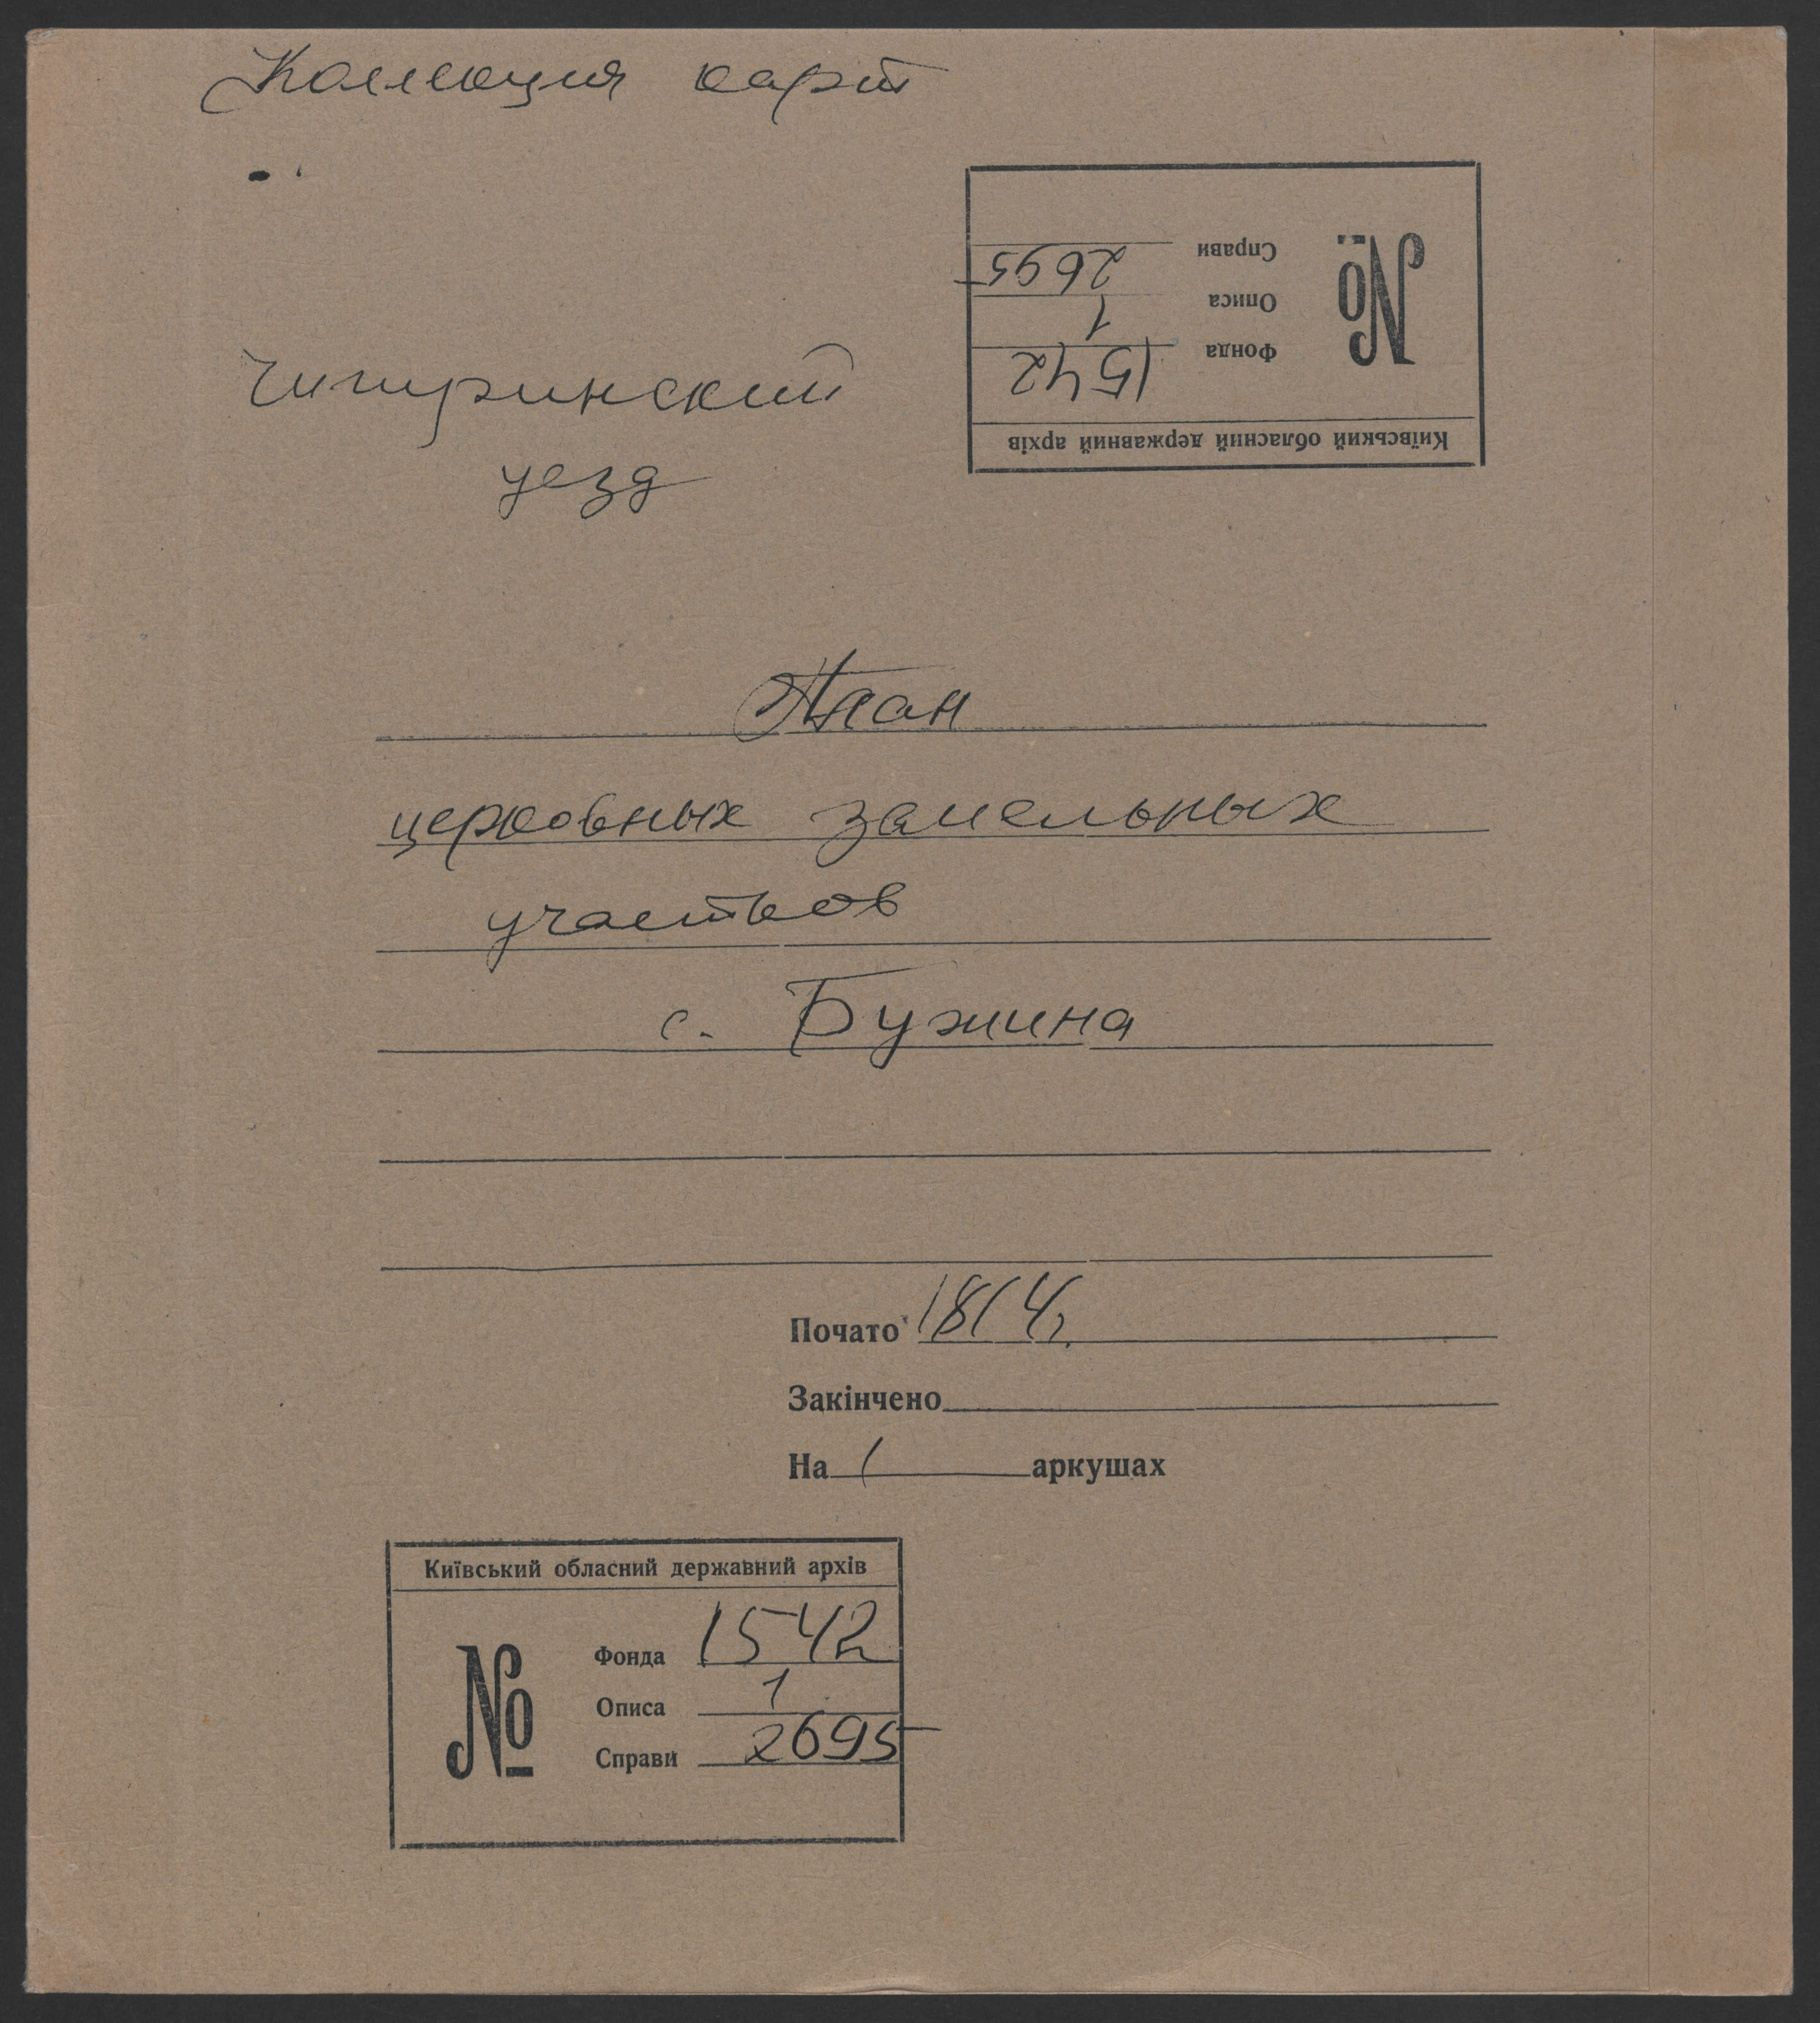 Коллекция карт
Киïвський обласний державний архів
№
Фонда 1542
Описа 1
Справи 2695
Чигиринский
уезд
План
церковных земельных
участков
с. Бужина
Почато 1814 г.
Закінчено
На 1 аркушах
Київський обласний державний архів
№
Фонда 1542
Описа 1
Справи 2695